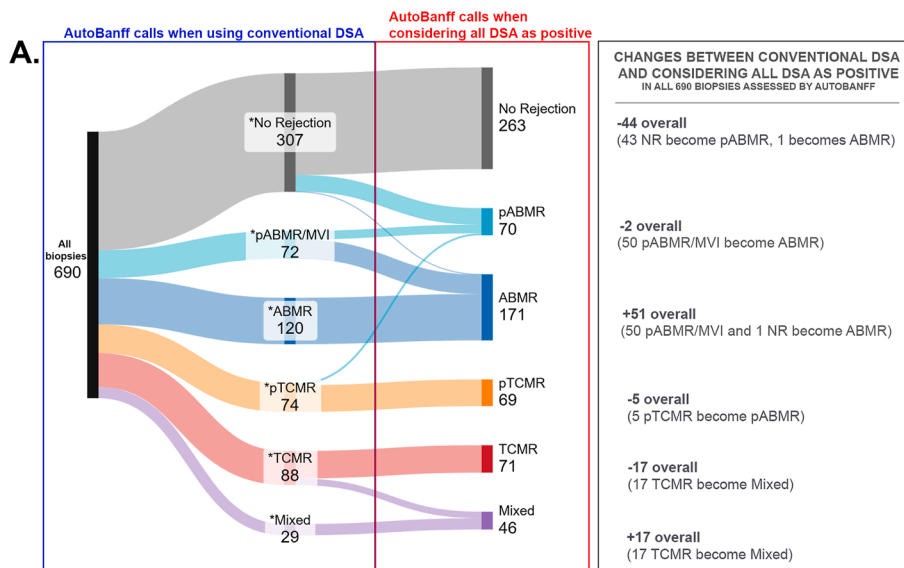 A.
AutoBanff calls when using conventional DSA
AutoBanff calls when
considering all DSA as positive
All
biopsies
690
*No Rejection
307
*pABMR/MVI
72
*ABMR
120
*pTCMR
74
*TCMR
88
*Mixed
29
No Rejection
263
pABMR
70
ABMR
171
pTCMR
69
TCMR
71
Mixed
46
CHANGES BETWEEN CONVENTIONAL DSA
AND CONSIDERING ALL DSA AS POSITIVE
IN ALL 690 BIOPSIES ASSESSED BY AUTOBANFF
-44 overall
(43 NR become pABMR, 1 becomes ABMR)
-2 overall
(50 pABMR/MVI become ABMR)
+51 overall
(50 pABMR/MVI and 1 NR become ABMR)
-5 overall
(5 pTCMR become pABMR)
-17 overall
(17 TCMR become Mixed)
+17 overall
(17 TCMR become Mixed)